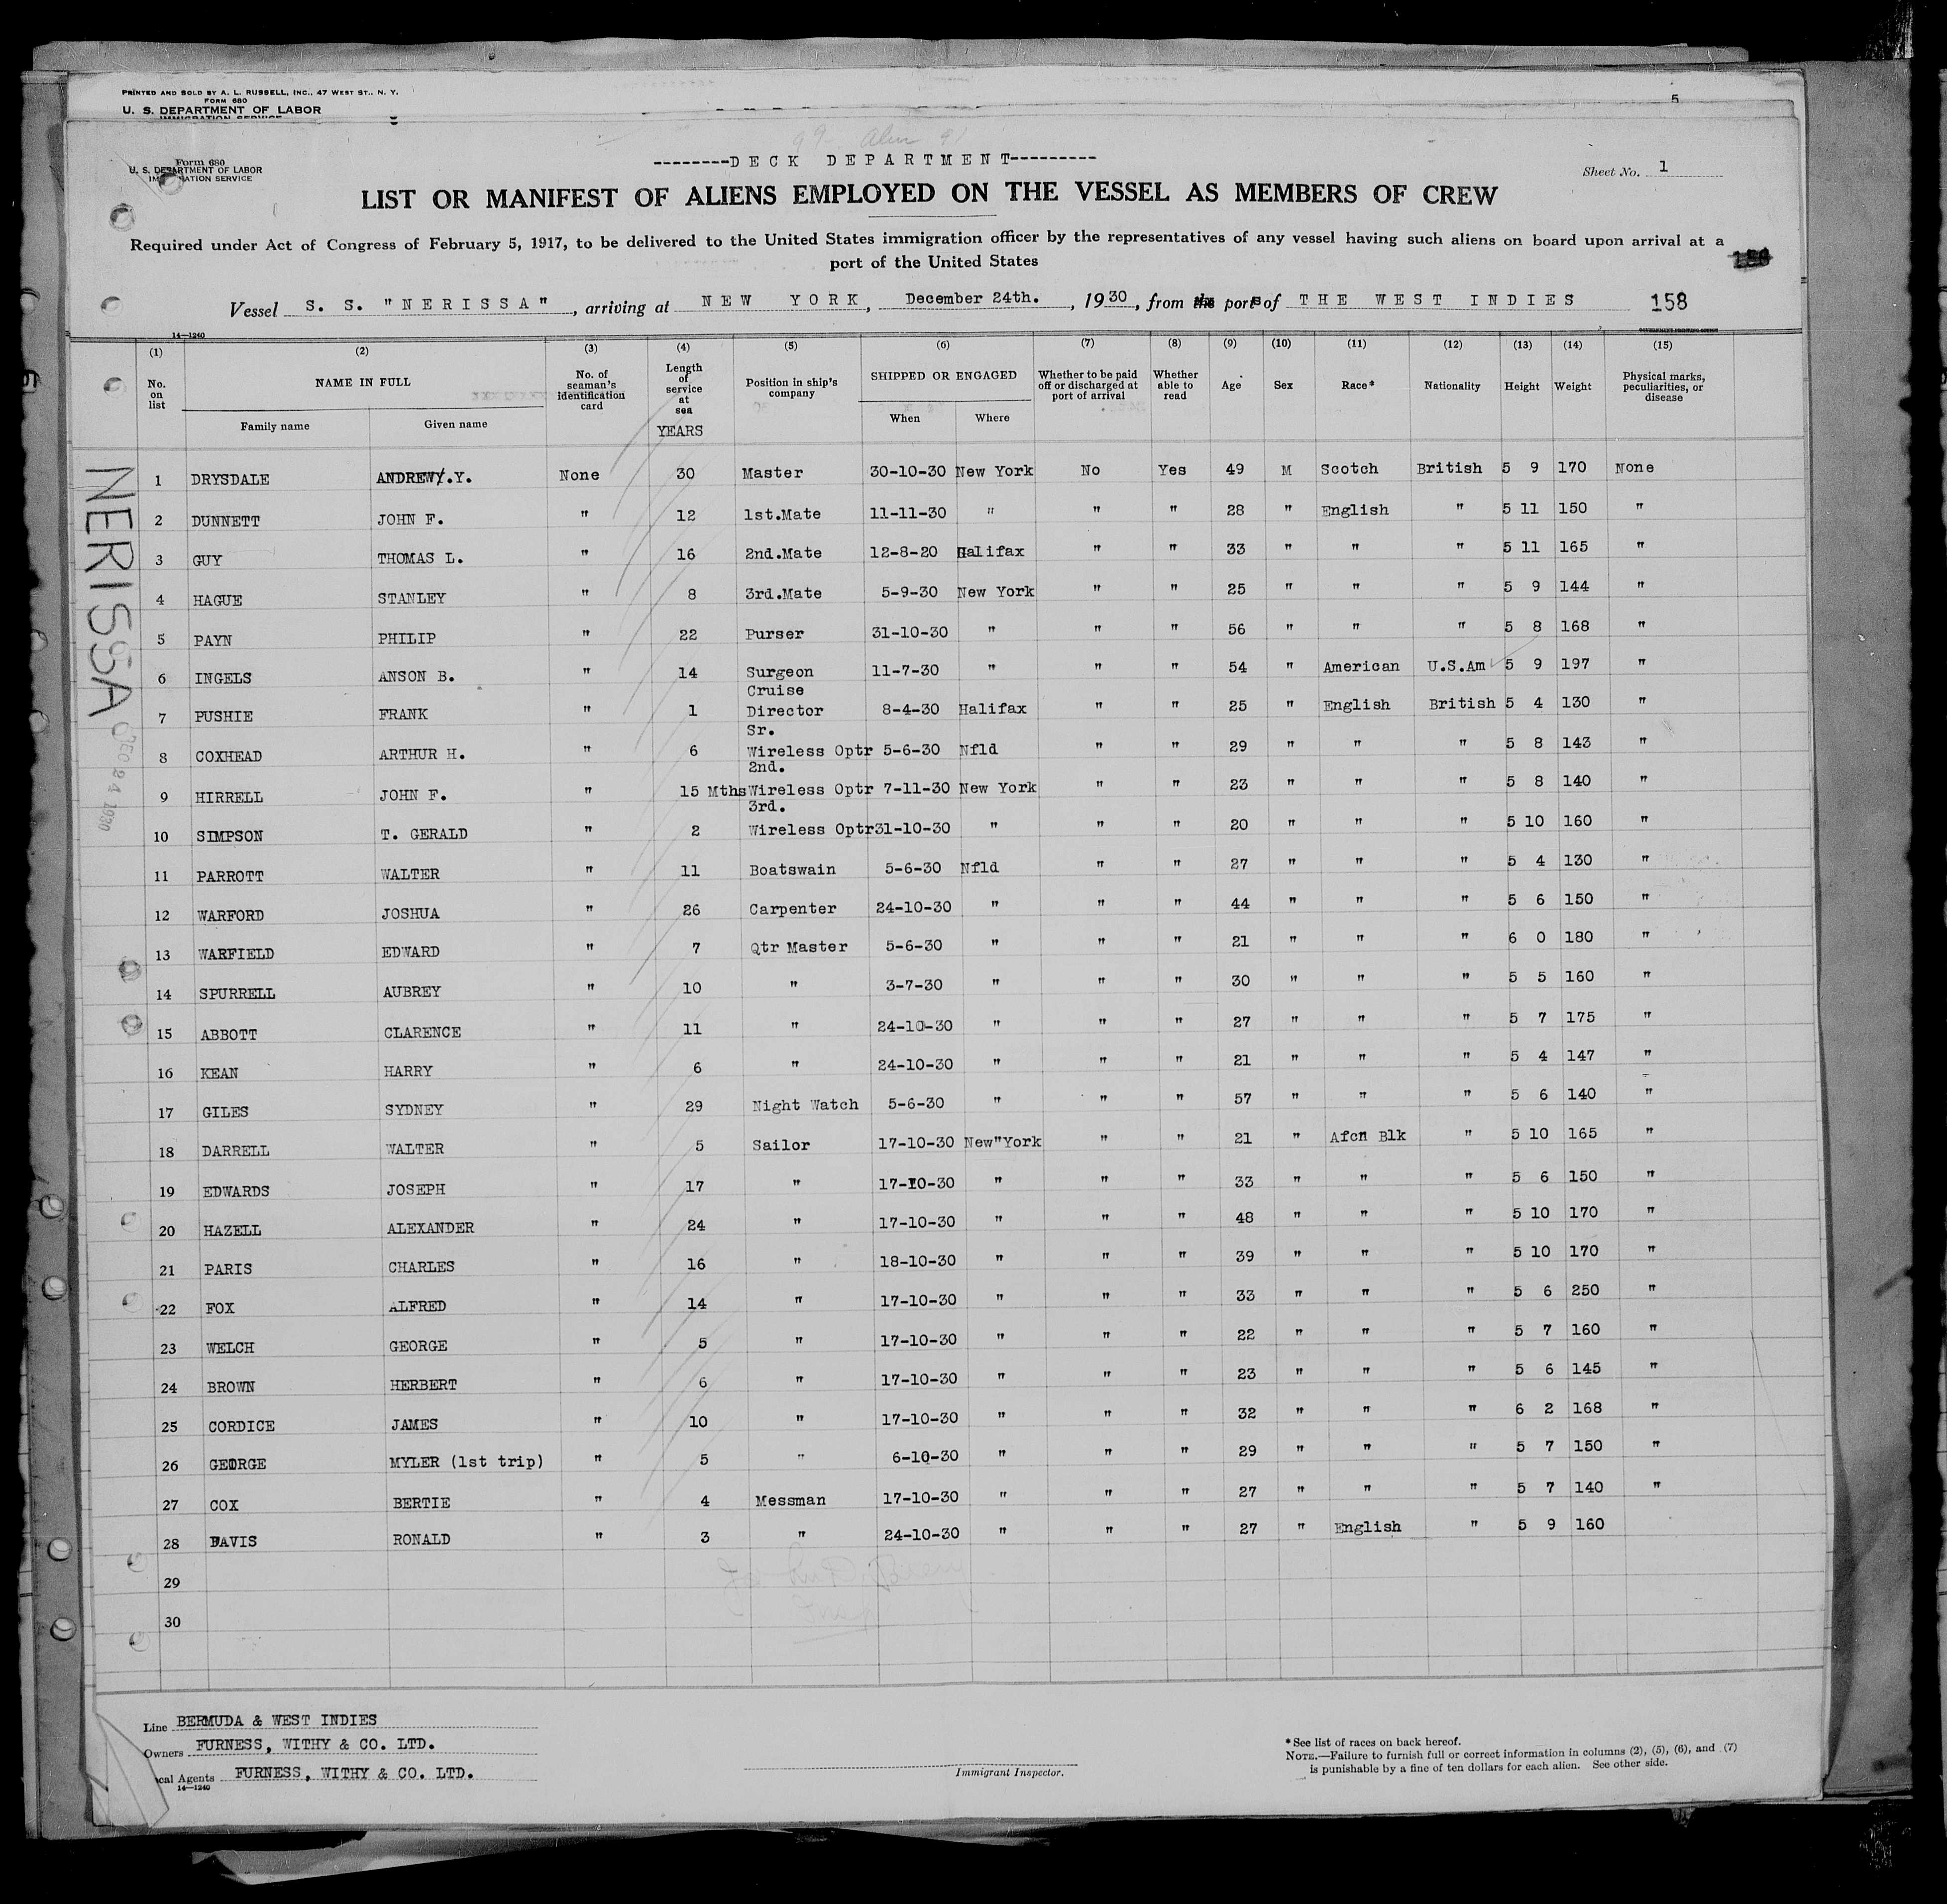 PRINTED AND SOLD BY A. L. RUSSELL, INC., 47 WEST ST., N. Y.
FORM 680
U. S. DEPARTMENT OF LABOR
IMMIGRATION SERVICE
5
Form 680
U. S. DEPARTMENT OF LABOR
IMMIGRATION SERVICE
--------DECK DEPARTMENT---------
Sheet No. 1
LIST OR MANIFEST OF ALIENS EMPLOYED ON THE VESSEL AS MEMBERS OF CREW
Required under Act of Congress of February 5, 1917, to be delivered to the United States immigration officer by the representatives of any vessel having such aliens on board upon arrival at a
port of the United States
Vessel S. S. "NERISSA", arriving at NEW YORK, December 24th., 1930, from the ports of THE WEST INDIES 158
14—1240
(1) (2) (3) (4) (5) (6) (7) (8) (9) (10) (11) (12) (13) (14) (15)
No. on list NAME IN FULL Family name Given name No. of seaman's identification card Length of service at sea YEARS Position in ship's company SHIPPED OR ENGAGED When Where Whether to be paid off or discharged at port of arrival Whether able to read Age Sex Race* Nationality Height Weight Physical marks, peculiarities, or disease
NERISSA
DEC 24 1930
1 DRYSDALE ANDREW.Y. None 30 Master 30-10-30 New York No Yes 49 M Scotch British 5 9 170 None
2 DUNNETT JOHN F. " 12 1st.Mate 11-11-30 " " " 28 " English " 5 11 150 "
3 GUY THOMAS L. " 16 2nd.Mate 12-8-20 Halifax " " 33 " " " 5 11 165 "
4 HAGUE STANLEY " 8 3rd.Mate 5-9-30 New York " " 25 " " " 5 9 144 "
5 PAYN PHILIP " 22 Purser 31-10-30 " " " 56 " " " 5 8 168 "
6 INGELS ANSON B. " 14 Surgeon 11-7-30 " " " 54 " American U.S.Am 5 9 197 "
7 PUSHIE FRANK " 1 Cruise Director 8-4-30 Halifax " " 25 " English British 5 4 130 "
8 COXHEAD ARTHUR H. " 6 Sr. Wireless Optr 5-6-30 Nfld " " 29 " " " 5 8 143 "
9 HIRRELL JOHN F. " 15 Mths 2nd. Wireless Optr 7-11-30 New York " " 23 " " " 5 8 140 "
10 SIMPSON T. GERALD " 2 3rd. Wireless Optr 31-10-30 " " " 20 " " " 5 10 160 "
11 PARROTT WALTER " 11 Boatswain 5-6-30 Nfld " " 27 " " " 5 4 130 "
12 WARFORD JOSHUA " 26 Carpenter 24-10-30 " " " 44 " " " 5 6 150 "
13 WARFIELD EDWARD " 7 Qtr Master 5-6-30 " " " 21 " " " 6 0 180 "
14 SPURRELL AUBREY " 10 " 3-7-30 " " " 30 " " " 5 5 160 "
15 ABBOTT CLARENCE " 11 " 24-10-30 " " " 27 " " " 5 7 175 "
16 KEAN HARRY " 6 " 24-10-30 " " " 21 " " " 5 4 147 "
17 GILES SYDNEY " 29 Night Watch 5-6-30 " " " 57 " " " 5 6 140 "
18 DARRELL WALTER " 5 Sailor 17-10-30 New"York " " 21 " Afcn Blk " 5 10 165 "
19 EDWARDS JOSEPH " 17 " 17-10-30 " " " 33 " " " 5 6 150 "
20 HAZELL ALEXANDER " 24 " 17-10-30 " " " 48 " " " 5 10 170 "
21 PARIS CHARLES " 16 " 18-10-30 " " " 39 " " " 5 10 170 "
22 FOX ALFRED " 14 " 17-10-30 " " " 33 " " " 5 6 250 "
23 WELCH GEORGE " 5 " 17-10-30 " " " 22 " " " 5 7 160 "
24 BROWN HERBERT " 6 " 17-10-30 " " " 23 " " " 5 6 145 "
25 CORDICE JAMES " 10 " 17-10-30 " " " 32 " " " 6 2 168 "
26 GEORGE MYLER (1st trip) " 5 " 6-10-30 " " " 29 " " " 5 7 150 "
27 COX BERTIE " 4 Messman 17-10-30 " " " 27 " " " 5 7 140 "
28 DAVIS RONALD " 3 " 24-10-30 " " " 27 " English " 5 9 160
29
30
Line BERMUDA & WEST INDIES
Owners FURNESS, WITHY & CO. LTD.
cal Agents FURNESS, WITHY & CO. LTD.
14—1240
Immigrant Inspector.
* See list of races on back hereof.
NOTE.—Failure to furnish full or correct information in columns (2), (5), (6), and (7)
is punishable by a fine of ten dollars for each alien. See other side.